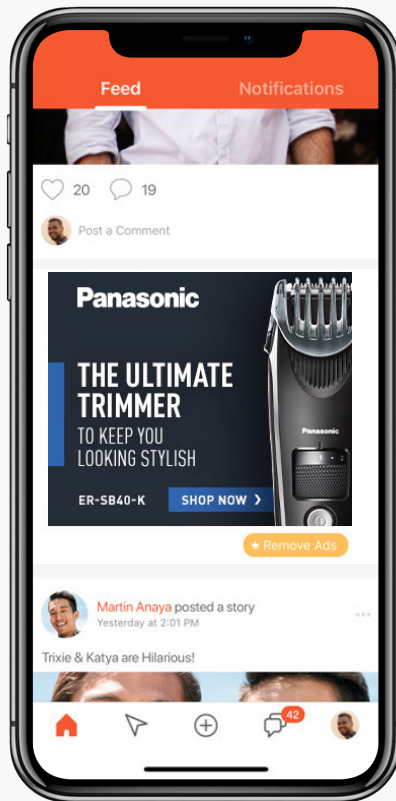 Feed Notifications
20 19
Post a Comment
Panasonic
THE ULTIMATE
TRIMMER
TO KEEP YOU
LOOKING STYLISH
Panasonic
ER-SB40-K SHOP NOW
Remove Ads
Martin Anaya posted a story
Yesterday at 2:01 PM
Trixie & Katya are Hilarious!
42